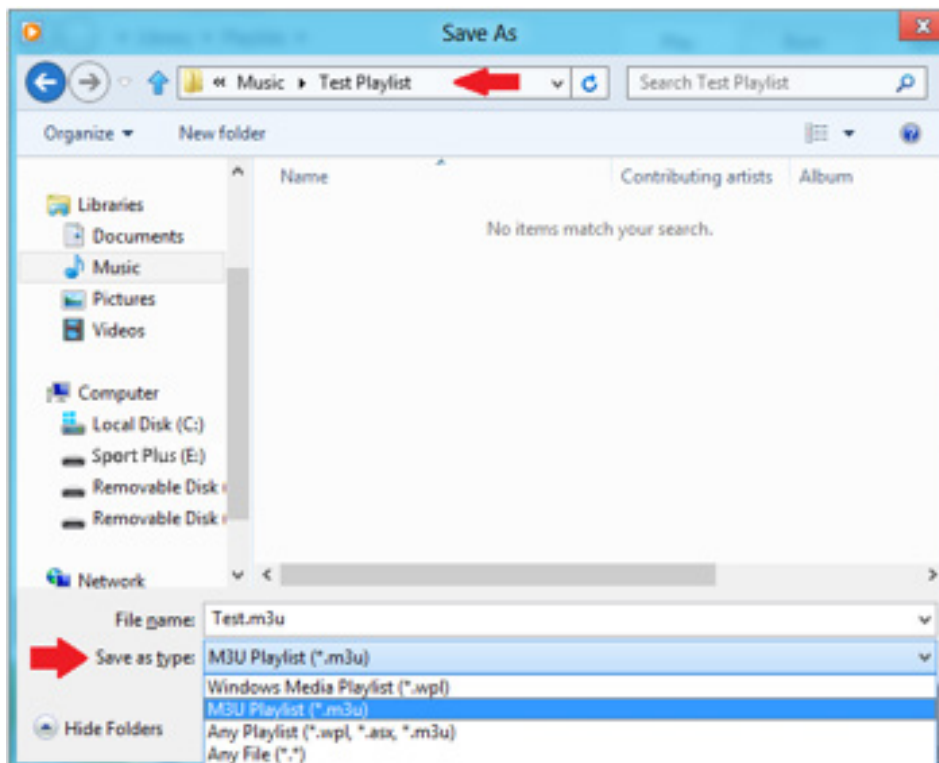 Save As
« Music ▸ Test Playlist
Search Test Playlist
Organize
New folder
Name
Contributing artists
Album
No items match your search.
Libraries
Documents
Music
Pictures
Videos
Computer
Local Disk (C:)
Sport Plus (E:)
Removable Disk
Removable Disk
Network
File name: Test.m3u
Save as type: M3U Playlist (*.m3u)
Windows Media Playlist (*.wpl)
M3U Playlist (*.m3u)
Any Playlist (*.wpl, *.asx, *.m3u)
Any File (*.*)
Hide Folders